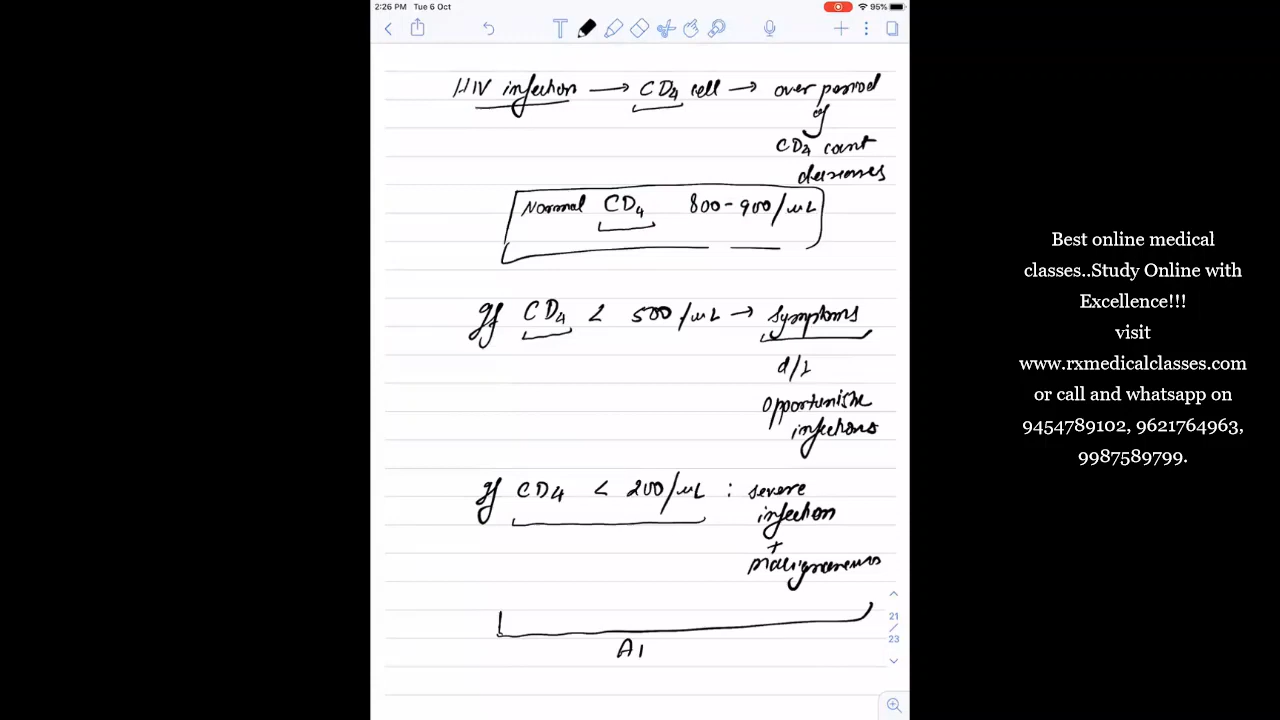 2:26 PM Tue 6 Oct
95%
HIV infection → CD4 cell → over period
of
CD4 count
decreases
Normal CD4 800-900/uL
If CD4 < 500/uL → symptoms
d/t
opportunistic
infections
If CD4 < 200/uL : severe
infection
+
malignancies
AI
21
/
23
Best online medical
classes..Study Online with
Excellence!!!
visit
www.rxmedicalclasses.com
or call and whatsapp on
9454789102, 9621764963,
9987589799.